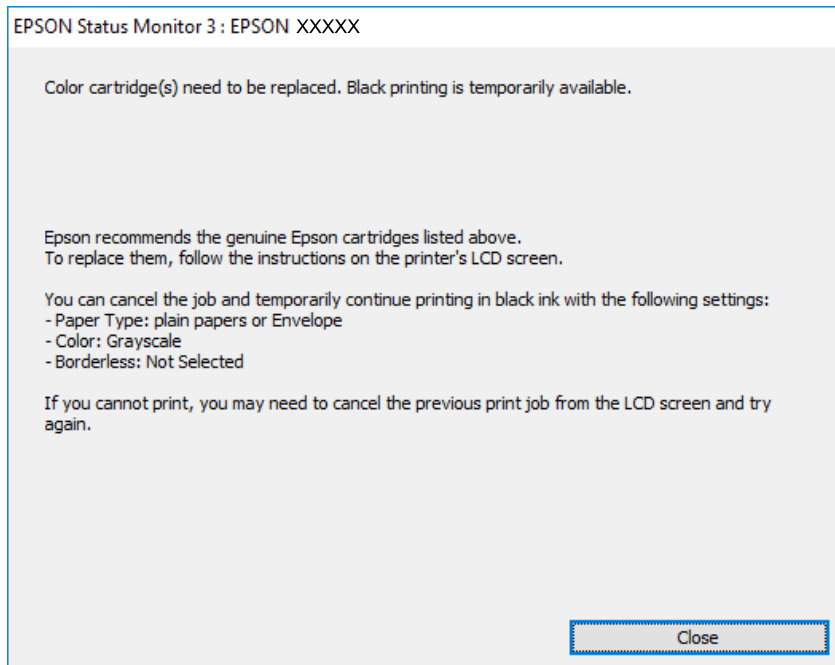 EPSON Status Monitor 3 : EPSON XXXXX
Color cartridge(s) need to be replaced. Black printing is temporarily available.
Epson recommends the genuine Epson cartridges listed above.
To replace them, follow the instructions on the printer's LCD screen.
You can cancel the job and temporarily continue printing in black ink with the following settings:
- Paper Type: plain papers or Envelope
- Color: Grayscale
- Borderless: Not Selected
If you cannot print, you may need to cancel the previous print job from the LCD screen and try
again.
Close